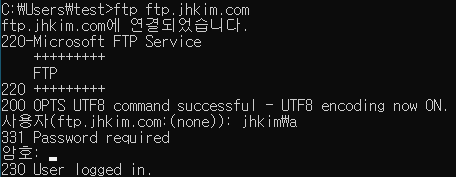 C:₩Users₩test>ftp ftp.jhkim.com
ftp.jhkim.com에 연결되었습니다.
220-Microsoft FTP Service
    +++++++++
    FTP
220 +++++++++
200 OPTS UTF8 command successful - UTF8 encoding now ON.
사용자(ftp.jhkim.com:(none)): jhkim₩a
331 Password required
암호:
230 User logged in.